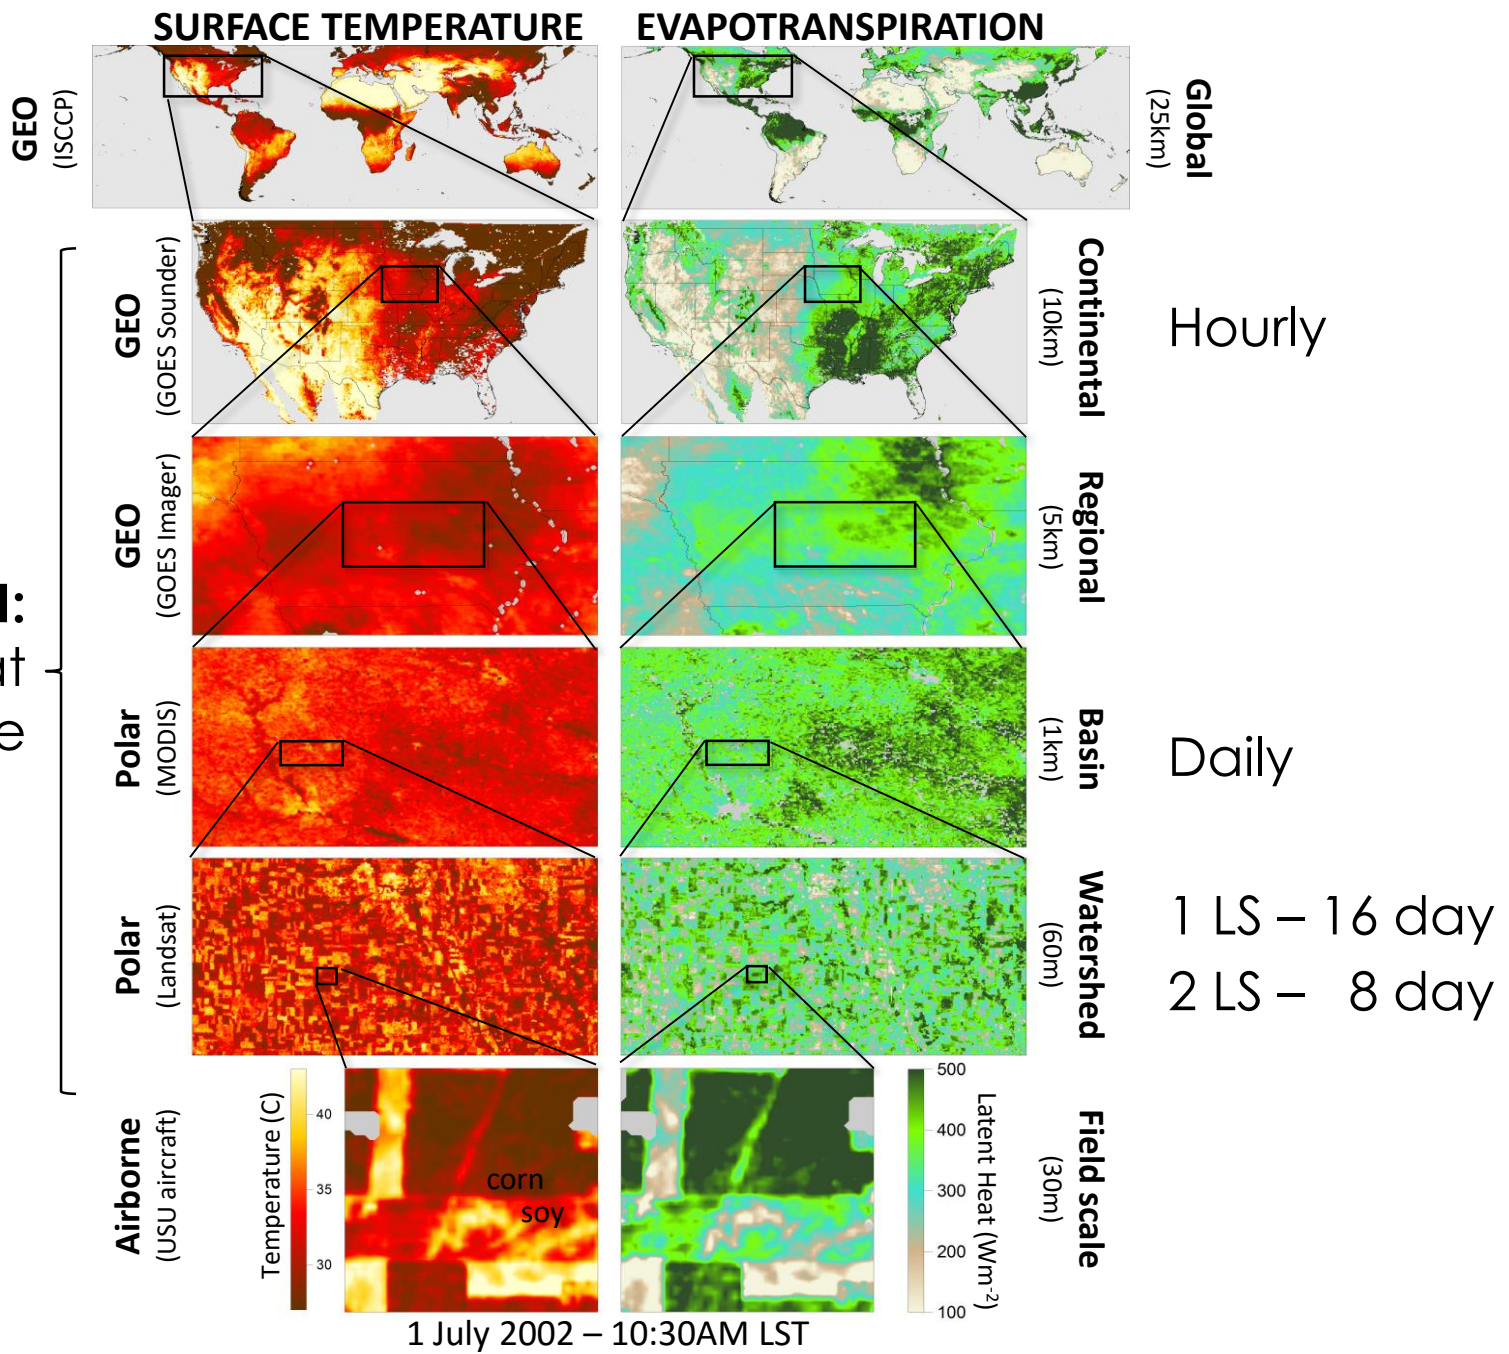 SURFACE TEMPERATURE EVAPOTRANSPIRATION
GEO
(ISCCP)
Global
(25km)
GEO
(GOES Sounder)
Continental
(10km)
Hourly
GEO
(GOES Imager)
Regional
(5km)
Polar
(MODIS)
Basin
(1km)
Daily
Polar
(Landsat)
Watershed
(60m)
1 LS – 16 day
2 LS – 8 day
Airborne
(USU aircraft)
Temperature (C)
40
35
30
corn
soy
500
400
300
200
100
Latent Heat (Wm-2)
Field scale
(30m)
1 July 2002 – 10:30AM LST